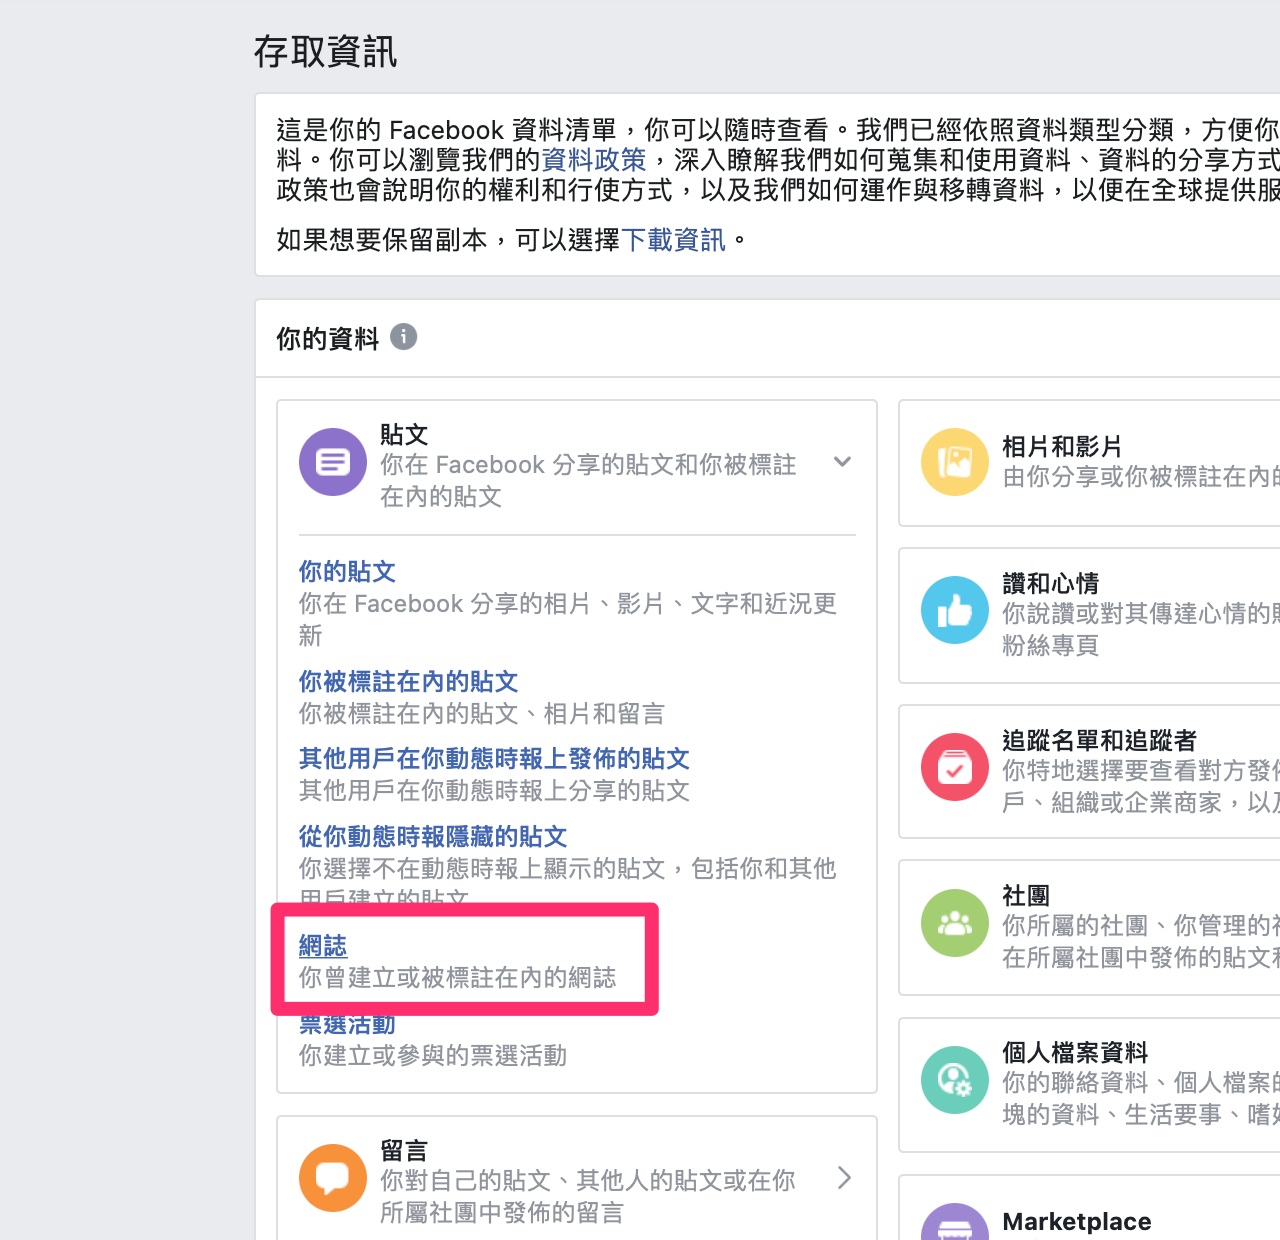 存取資訊
這是你的 Facebook 資料清單，你可以隨時查看。我們已經依照資料類型分類，方便你
料。你可以瀏覽我們的資料政策，深入瞭解我們如何蒐集和使用資料、資料的分享方式
政策也會說明你的權利和行使方式，以及我們如何運作與移轉資料，以便在全球提供服
如果想要保留副本，可以選擇下載資訊。
你的資料
貼文
你在 Facebook 分享的貼文和你被標註
在內的貼文
你的貼文
你在 Facebook 分享的相片、影片、文字和近況更
新
你被標註在內的貼文
你被標註在內的貼文、相片和留言
其他用戶在你動態時報上發佈的貼文
其他用戶在你動態時報上分享的貼文
從你動態時報隱藏的貼文
你選擇不在動態時報上顯示的貼文，包括你和其他
用戶建立的貼文
網誌
你曾建立或被標註在內的網誌
票選活動
你建立或參與的票選活動
留言
你對自己的貼文、其他人的貼文或在你
所屬社團中發佈的留言
相片和影片
由你分享或你被標註在內的
讚和心情
你說讚或對其傳達心情的貼
粉絲專頁
追蹤名單和追蹤者
你特地選擇要查看對方發佈
戶、組織或企業商家，以及
社團
你所屬的社團、你管理的社
在所屬社團中發佈的貼文和
個人檔案資料
你的聯絡資料、個人檔案的
塊的資料、生活要事、嗜好
Marketplace